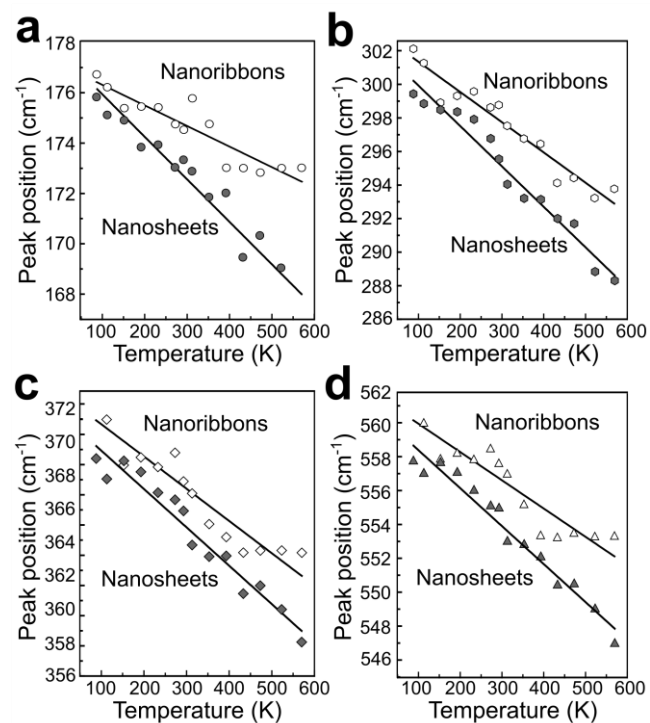 a
Peak position (cm⁻¹)
178
176
174
172
170
168
Nanoribbons
Nanosheets
100 200 300 400 500 600
Temperature (K)
b
Peak position (cm⁻¹)
302
300
298
296
294
292
290
288
286
Nanoribbons
Nanosheets
100 200 300 400 500 600
Temperature (K)
c
Peak position (cm⁻¹)
372
370
368
366
364
362
360
358
356
Nanoribbons
Nanosheets
100 200 300 400 500 600
Temperature (K)
d
Peak position (cm⁻¹)
562
560
558
556
553
550
549
548
546
Nanoribbons
Nanosheets
100 200 300 400 500 600
Temperature (K)